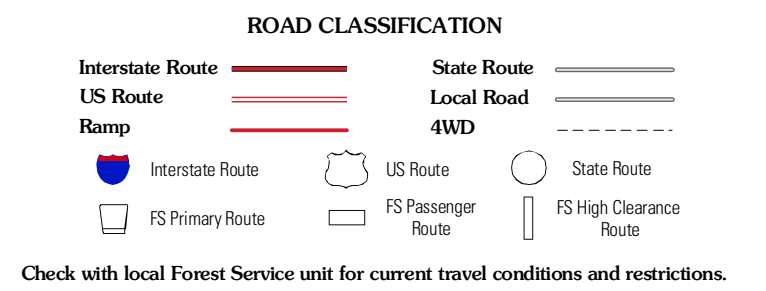 ROAD CLASSIFICATION
Interstate Route
State Route
US Route
Local Road
Ramp
4WD
Interstate Route
US Route
State Route
FS Primary Route
FS Passenger
Route
FS High Clearance
Route
Check with local Forest Service unit for current travel conditions and restrictions.